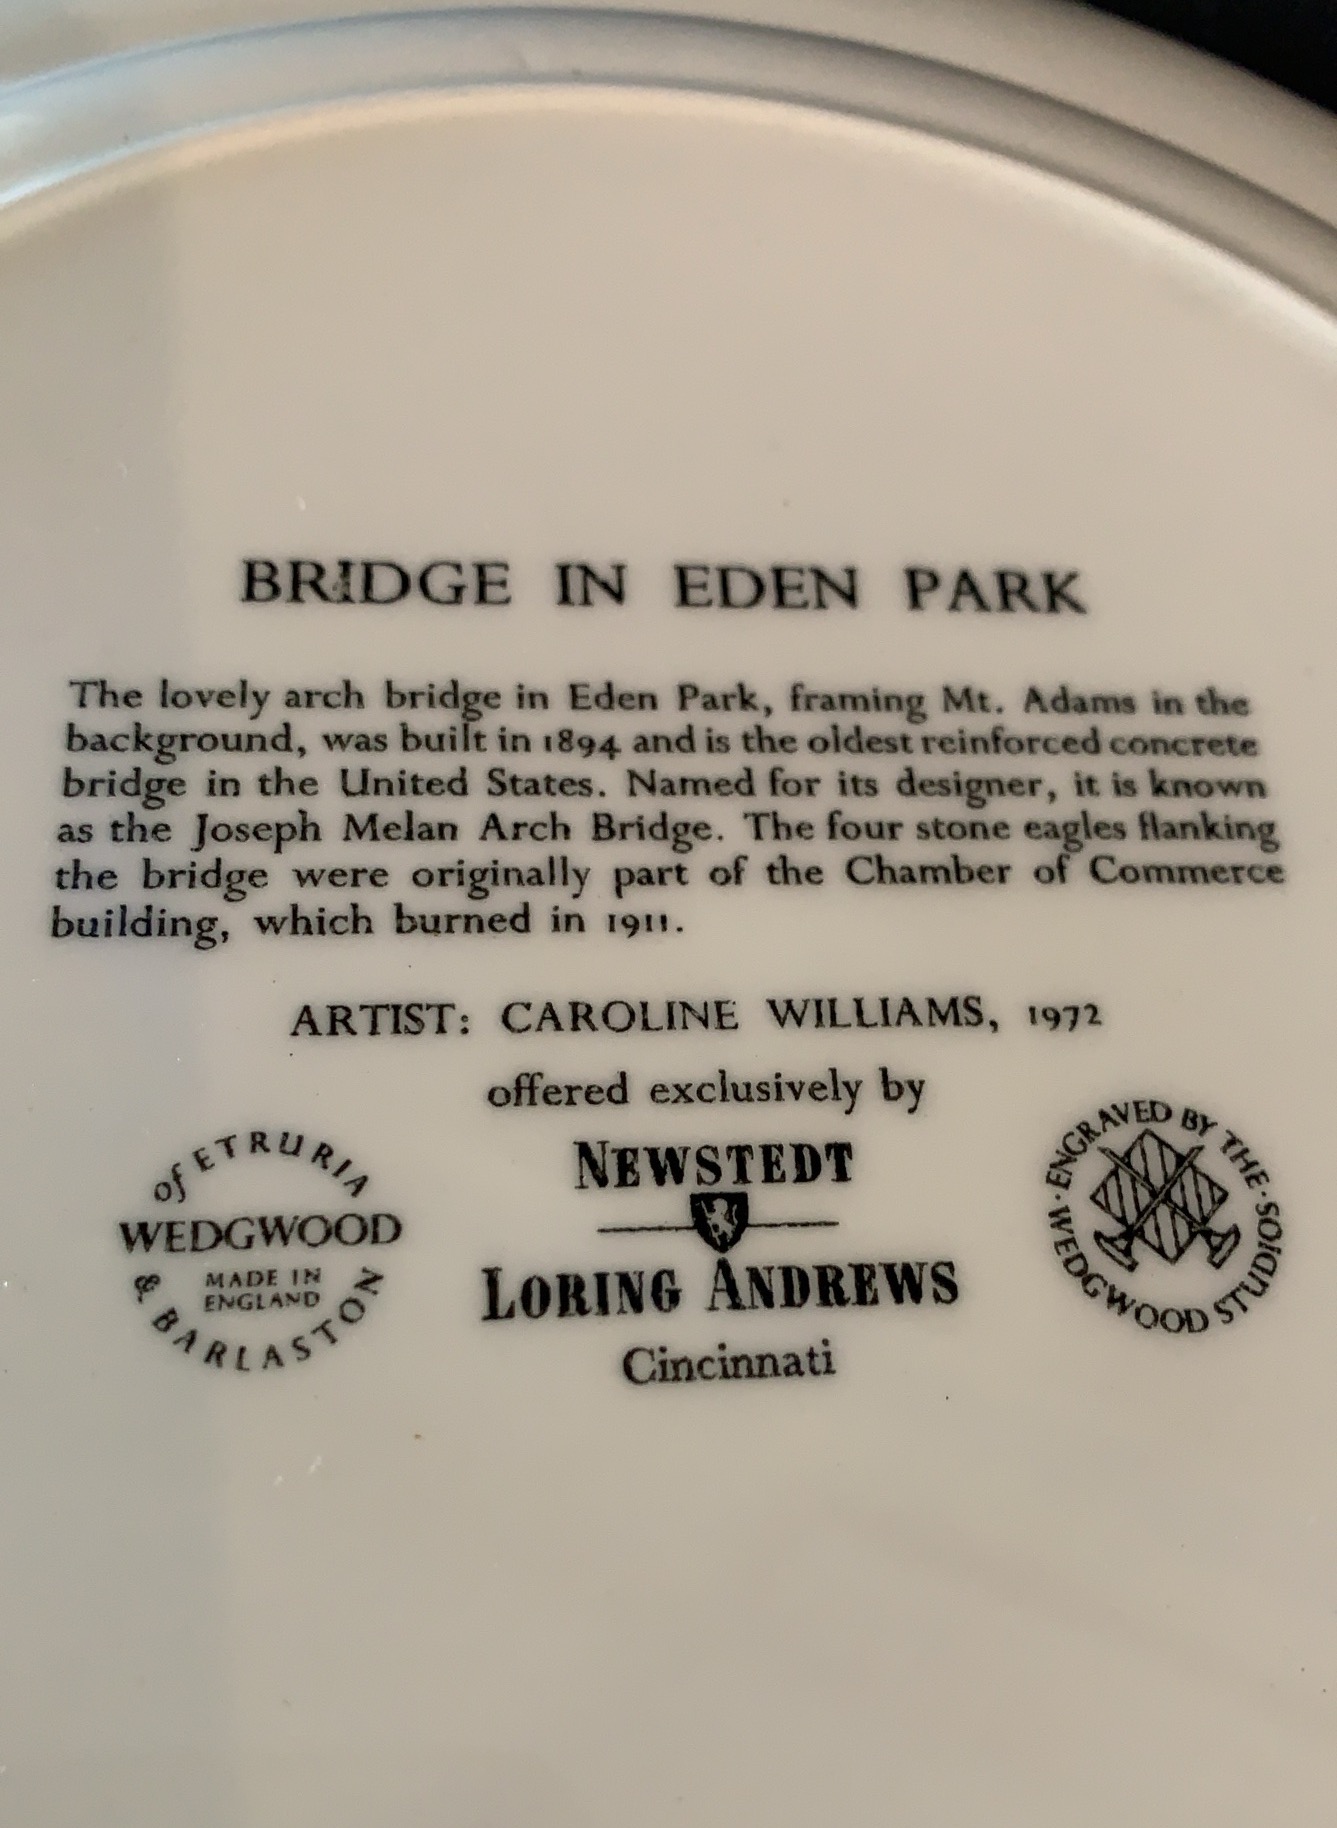 BRIDGE IN EDEN PARK
The lovely arch bridge in Eden Park, framing Mt. Adams in the
background, was built in 1894 and is the oldest reinforced concrete
bridge in the United States. Named for its designer, it is known
as the Joseph Melan Arch Bridge. The four stone eagles flanking
the bridge were originally part of the Chamber of Commerce
building, which burned in 1911.
ARTIST: CAROLINE WILLIAMS, 1972
offered exclusively by
of ETRURIA
WEDGWOOD
MADE IN
ENGLAND
& BARLASTON
NEWSTEDT
LORING ANDREWS
Cincinnati
ENGRAVED BY THE · WEDGWOOD STUDIOS ·